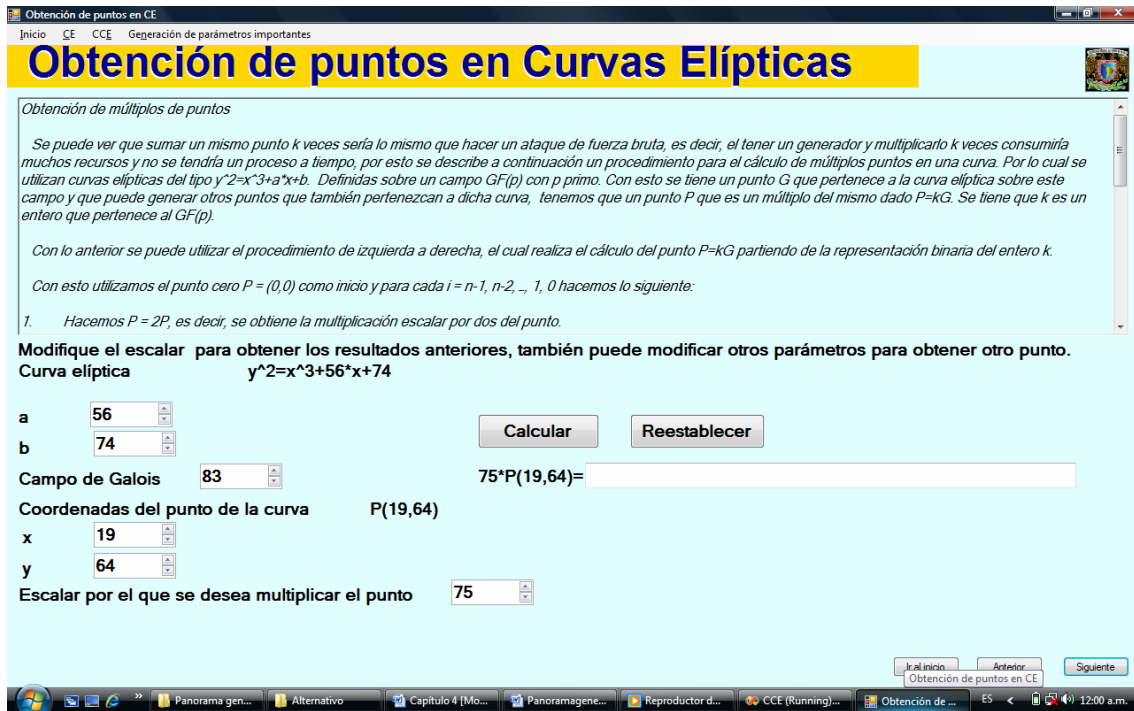 Obtención de puntos en CE
Inicio CE CCE Generación de parámetros importantes
Obtención de puntos en Curvas Elípticas
Obtención de múltiplos de puntos
Se puede ver que sumar un mismo punto k veces sería lo mismo que hacer un ataque de fuerza bruta, es decir, el tener un generador y multiplicarlo k veces consumiría
muchos recursos y no se tendría un proceso a tiempo, por esto se describe a continuación un procedimiento para el cálculo de múltiplos puntos en una curva. Por lo cual se
utilizan curvas elípticas del tipo y^2=x^3+a*x+b. Definidas sobre un campo GF(p) con p primo. Con esto se tiene un punto G que pertenece a la curva elíptica sobre este
campo y que puede generar otros puntos que también pertenezcan a dicha curva, tenemos que un punto P que es un múltiplo del mismo dado P=kG. Se tiene que k es un
entero que pertenece al GF(p).
Con lo anterior se puede utilizar el procedimiento de izquierda a derecha, el cual realiza el cálculo del punto P=kG partiendo de la representación binaria del entero k.
Con esto utilizamos el punto cero P = (0,0) como inicio y para cada i = n-1, n-2, ..., 1, 0 hacemos lo siguiente:
1. Hacemos P = 2P, es decir, se obtiene la multiplicación escalar por dos del punto.
Modifique el escalar para obtener los resultados anteriores, también puede modificar otros parámetros para obtener otro punto.
Curva elíptica y^2=x^3+56*x+74
a 56
b 74
Calcular Reestablecer
Campo de Galois 83 75*P(19,64)=
Coordenadas del punto de la curva P(19,64)
x 19
y 64
Escalar por el que se desea multiplicar el punto 75
Ir al inicio Anterior Siguiente
Obtención de puntos en CE
Panorama gen... Alternativo Capítulo 4 [Mo... Panoramagene... Reproductor d... CCE (Running)... Obtención de ... ES 12:00 a.m.